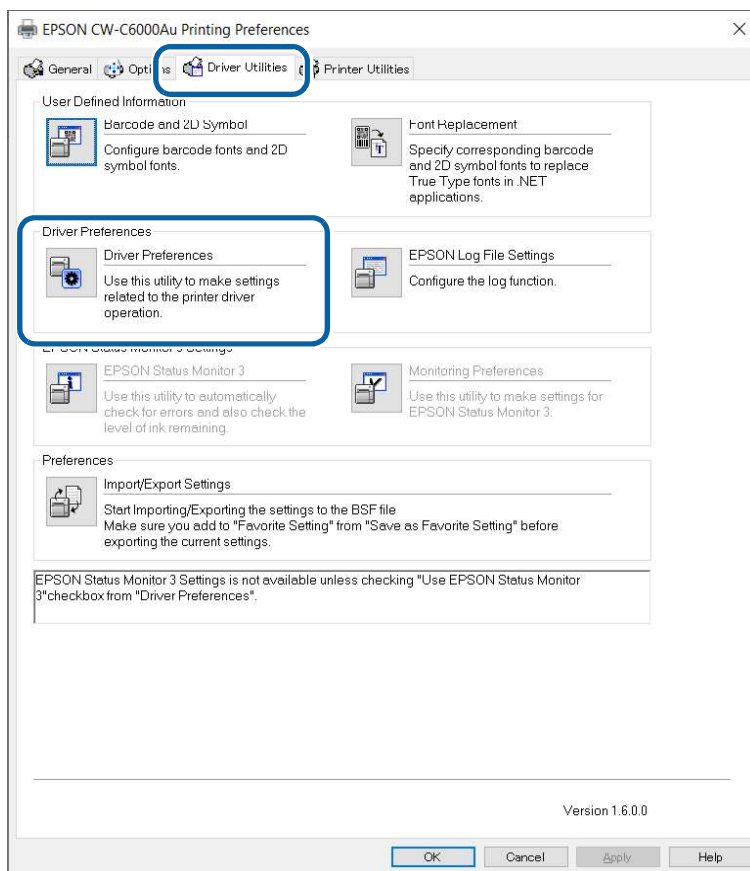 EPSON CW-C6000Au Printing Preferences
General Options Driver Utilities Printer Utilities
User Defined Information
Barcode and 2D Symbol
Configure barcode fonts and 2D
symbol fonts.
Font Replacement
Specify corresponding barcode
and 2D symbol fonts to replace
True Type fonts in .NET
applications.
Driver Preferences
Driver Preferences
Use this utility to make settings
related to the printer driver
operation.
EPSON Log File Settings
Configure the log function.
EPSON Status Monitor 3 Settings
EPSON Status Monitor 3
Use this utility to automatically
check for errors and also check the
level of ink remaining.
Monitoring Preferences
Use this utility to make settings for
EPSON Status Monitor 3.
Preferences
Import/Export Settings
Start Importing/Exporting the settings to the BSF file
Make sure you add to "Favorite Setting" from "Save as Favorite Setting" before
exporting the current settings.
EPSON Status Monitor 3 Settings is not available unless checking "Use EPSON Status Monitor
3"checkbox from "Driver Preferences".
Version 1.6.0.0
OK Cancel Apply Help